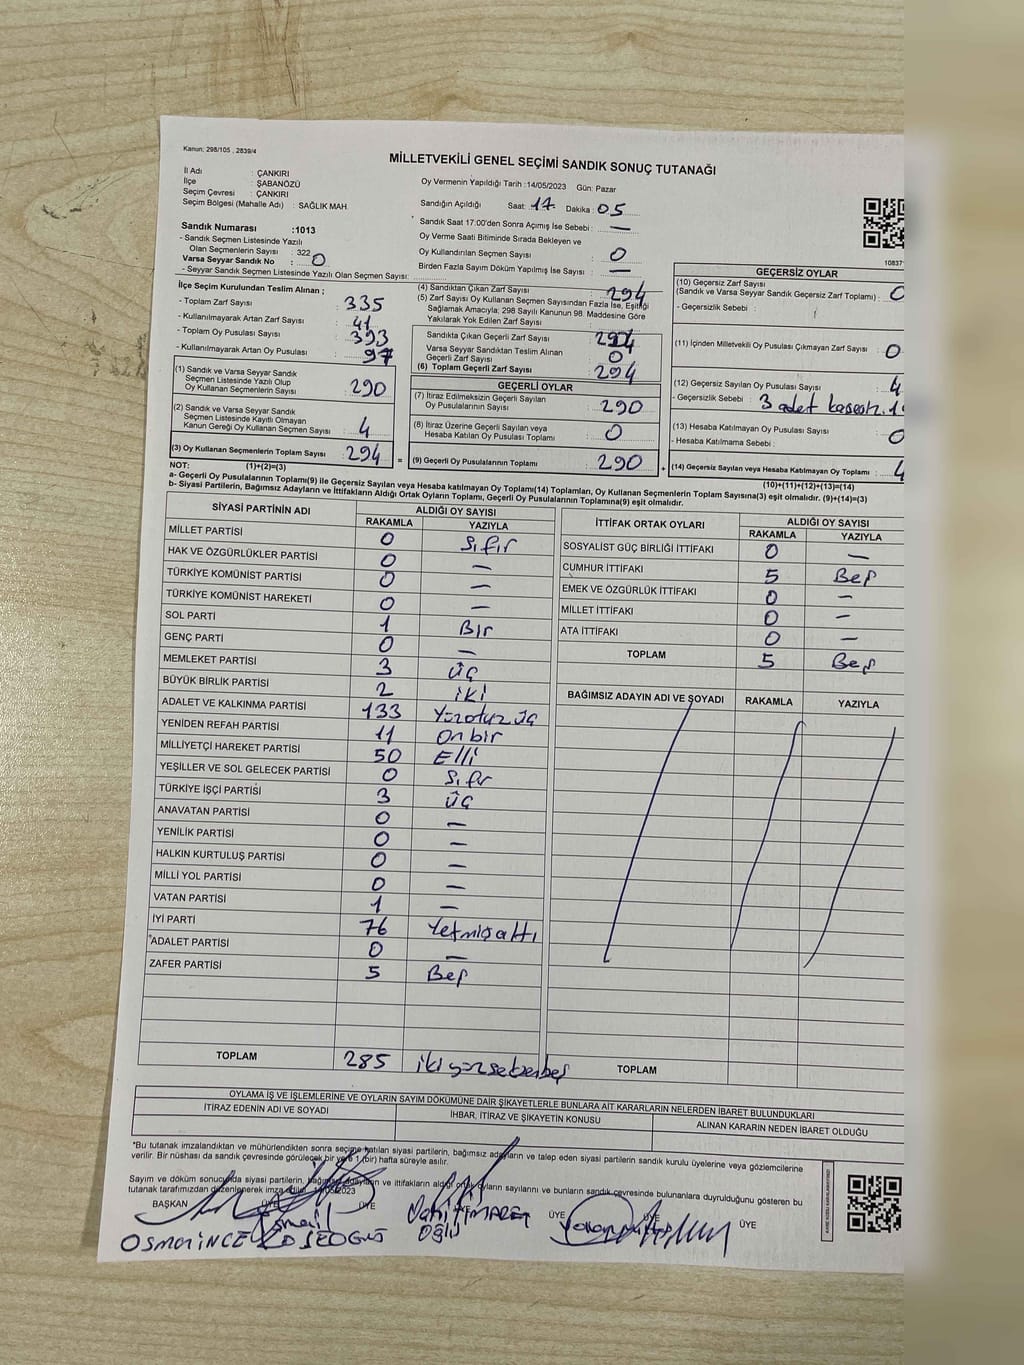 Kanun: 298/105 , 2839/4
MİLLETVEKİLİ GENEL SEÇİMİ SANDIK SONUÇ TUTANAĞI
İl Adı : ÇANKIRI
İlçe : ŞABANÖZÜ
Seçim Çevresi : ÇANKIRI
Seçim Bölgesi (Mahalle Adı) : SAĞLIK MAH.
Oy Vermenin Yapıldığı Tarih :14/05/2023 Gün: Pazar
Sandığın Açıldığı Saat: 17 Dakika: 05
Sandık Saat 17:00'den Sonra Açımış İse Sebebi : —
Oy Verme Saati Bitiminde Sırada Bekleyen ve
Oy Kullandırılan Seçmen Sayısı : 0
Birden Fazla Sayım Döküm Yapılmış İse Sayısı : —
Sandık Numarası :1013
- Sandık Seçmen Listesinde Yazılı
Olan Seçmenlerin Sayısı : 322
Varsa Seyyar Sandık No : 0
- Seyyar Sandık Seçmen Listesinde Yazılı Olan Seçmen Sayısı:
İlçe Seçim Kurulundan Teslim Alınan ;
- Toplam Zarf Sayısı : 335
- Kullanılmayarak Artan Zarf Sayısı : 41
- Toplam Oy Pusulası Sayısı : 393
- Kullanılmayarak Artan Oy Pusulası : 97
(1) Sandık ve Varsa Seyyar Sandık
Seçmen Listesinde Yazılı Olup
Oy Kullanan Seçmenlerin Sayısı : 290
(2) Sandık ve Varsa Seyyar Sandık
Seçmen Listesinde Kayıtlı Olmayan
Kanun Gereği Oy Kullanan Seçmen Sayısı : 4
(3) Oy Kullanan Seçmenlerin Toplam Sayısı : 294
(4) Sandıktan Çıkan Zarf Sayısı : 294
(5) Zarf Sayısı Oy Kullanan Seçmen Sayısından Fazla İse, Eşitliği
Sağlamak Amacıyla; 298 Sayılı Kanunun 98. Maddesine Göre
Yakılarak Yok Edilen Zarf Sayısı :
Sandıkta Çıkan Geçerli Zarf Sayısı : 294
Varsa Seyyar Sandıktan Teslim Alınan
Geçerli Zarf Sayısı : 0
(6) Toplam Geçerli Zarf Sayısı : 294
GEÇERLİ OYLAR
(7) İtiraz Edilmeksizin Geçerli Sayılan
Oy Pusulalarının Sayısı : 290
(8) İtiraz Üzerine Geçerli Sayılan veya
Hesaba Katılan Oy Pusulası Toplamı : 0
= (9) Geçerli Oy Pusulalarının Toplamı : 290 +
10837
GEÇERSİZ OYLAR
(10) Geçersiz Zarf Sayısı
(Sandık ve Varsa Seyyar Sandık Geçersiz Zarf Toplamı) : 0
- Geçersizlik Sebebi :
(11) İçinden Milletvekili Oy Pusulası Çıkmayan Zarf Sayısı : 0
(12) Geçersiz Sayılan Oy Pusulası Sayısı : 4
- Geçersizlik Sebebi : 3 adet
(13) Hesaba Katılmayan Oy Pusulası Sayısı : 0
- Hesaba Katılmama Sebebi :
(14) Geçersiz Sayılan veya Hesaba Katılmayan Oy Toplamı : 4
NOT: (1)+(2)=(3)
(10)+(11)+(12)+(13)=(14)
a- Geçerli Oy Pusulalarının Toplamı(9) ile Geçersiz Sayılan veya Hesaba katılmayan Oy Toplamı(14) Toplamları, Oy Kullanan Seçmenlerin Toplam Sayısına(3) eşit olmalıdır. (9)+(14)=(3)
b- Siyasi Partilerin, Bağımsız Adayların ve İttifakların Aldığı Ortak Oyların Toplamı, Geçerli Oy Pusulalarının Toplamına(9) eşit olmalıdır.
SİYASİ PARTİNİN ADI ALDIĞI OY SAYISI
RAKAMLA YAZIYLA
MİLLET PARTİSİ 0 Sıfır
HAK VE ÖZGÜRLÜKLER PARTİSİ 0 —
TÜRKİYE KOMÜNİST PARTİSİ 0 —
TÜRKİYE KOMÜNİST HAREKETİ 0 —
SOL PARTİ 1 Bir
GENÇ PARTİ 0 —
MEMLEKET PARTİSİ 3 üç
BÜYÜK BİRLİK PARTİSİ 2 iki
ADALET VE KALKINMA PARTİSİ 133 Yüzotuz üç
YENİDEN REFAH PARTİSİ 11 Onbir
MİLLİYETÇİ HAREKET PARTİSİ 50 Elli
YEŞİLLER VE SOL GELECEK PARTİSİ 0 Sıfır
TÜRKİYE İŞÇİ PARTİSİ 3 üç
ANAVATAN PARTİSİ 0 —
YENİLİK PARTİSİ 0 —
HALKIN KURTULUŞ PARTİSİ 0 —
MİLLİ YOL PARTİSİ 0 —
VATAN PARTİSİ 1 —
İYİ PARTİ 76 Yetmişaltı
ADALET PARTİSİ 0 —
ZAFER PARTİSİ 5 Beş
TOPLAM 285 ikiyüzseksenbeş
İTTİFAK ORTAK OYLARI ALDIĞI OY SAYISI
RAKAMLA YAZIYLA
SOSYALİST GÜÇ BİRLİĞİ İTTİFAKI 0 —
CUMHUR İTTİFAKI 5 Beş
EMEK VE ÖZGÜRLÜK İTTİFAKI 0 —
MİLLET İTTİFAKI 0 —
ATA İTTİFAKI 0 —
TOPLAM 5 Beş
BAĞIMSIZ ADAYIN ADI VE SOYADI RAKAMLA YAZIYLA
TOPLAM
OYLAMA İŞ VE İŞLEMLERİNE VE OYLARIN SAYIM DÖKÜMÜNE DAİR ŞİKAYETLERLE BUNLARA AİT KARARLARIN NELERDEN İBARET BULUNDUKLARI
İTİRAZ EDENİN ADI VE SOYADI İHBAR, İTİRAZ VE ŞİKAYETİN KONUSU ALINAN KARARIN NEDEN İBARET OLDUĞU
*Bu tutanak imzalandıktan ve mühürlendikten sonra seçime katılan siyasi partilerin, bağımsız adayların ve talep eden siyasi partilerin sandık kurulu üyelerine veya gözlemcilerine
verilir. Bir nüshası da sandık çevresinde görülecek bir yere 1 (bir) hafta süreyle asılır.
Sayım ve döküm sonucunda siyasi partilerin, bağımsız adayların ve ittifakların aldığı ortak oyların sayılarını ve bunların sandık çevresinde bulunanlara duyrulduğunu gösteren bu
tutanak tarafımızdan düzenlenerek imza edildi.
BAŞKAN ÜYE ÜYE ÜYE ÜYE ÜYE
İsmail